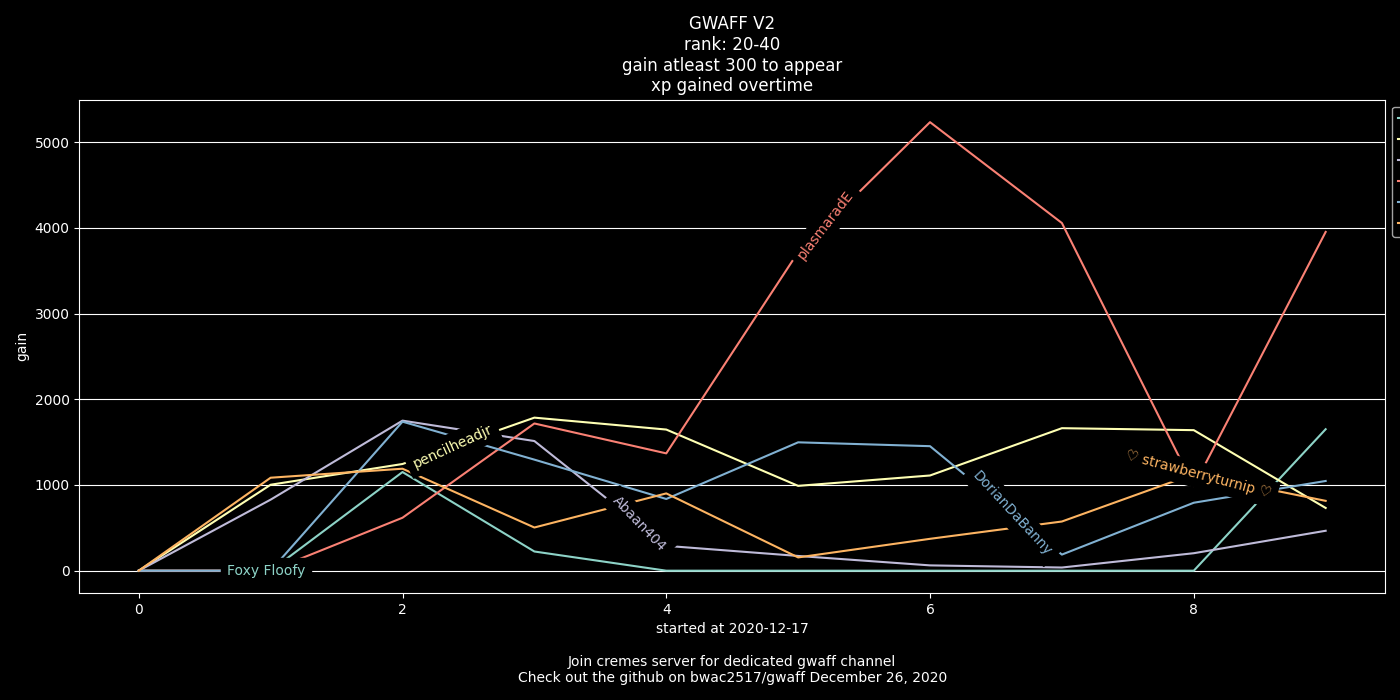 GWAFF V2
rank: 20-40
gain atleast 300 to appear
xp gained overtime
5000
4000
3000
2000
1000
0
gain
plasmaradE
pencilheadjr
Abaan404
DorianDaBanny
♡ strawberryturnip ♡
Foxy Floofy
0 2 4 6 8
started at 2020-12-17
Join cremes server for dedicated gwaff channel
Check out the github on bwac2517/gwaff December 26, 2020